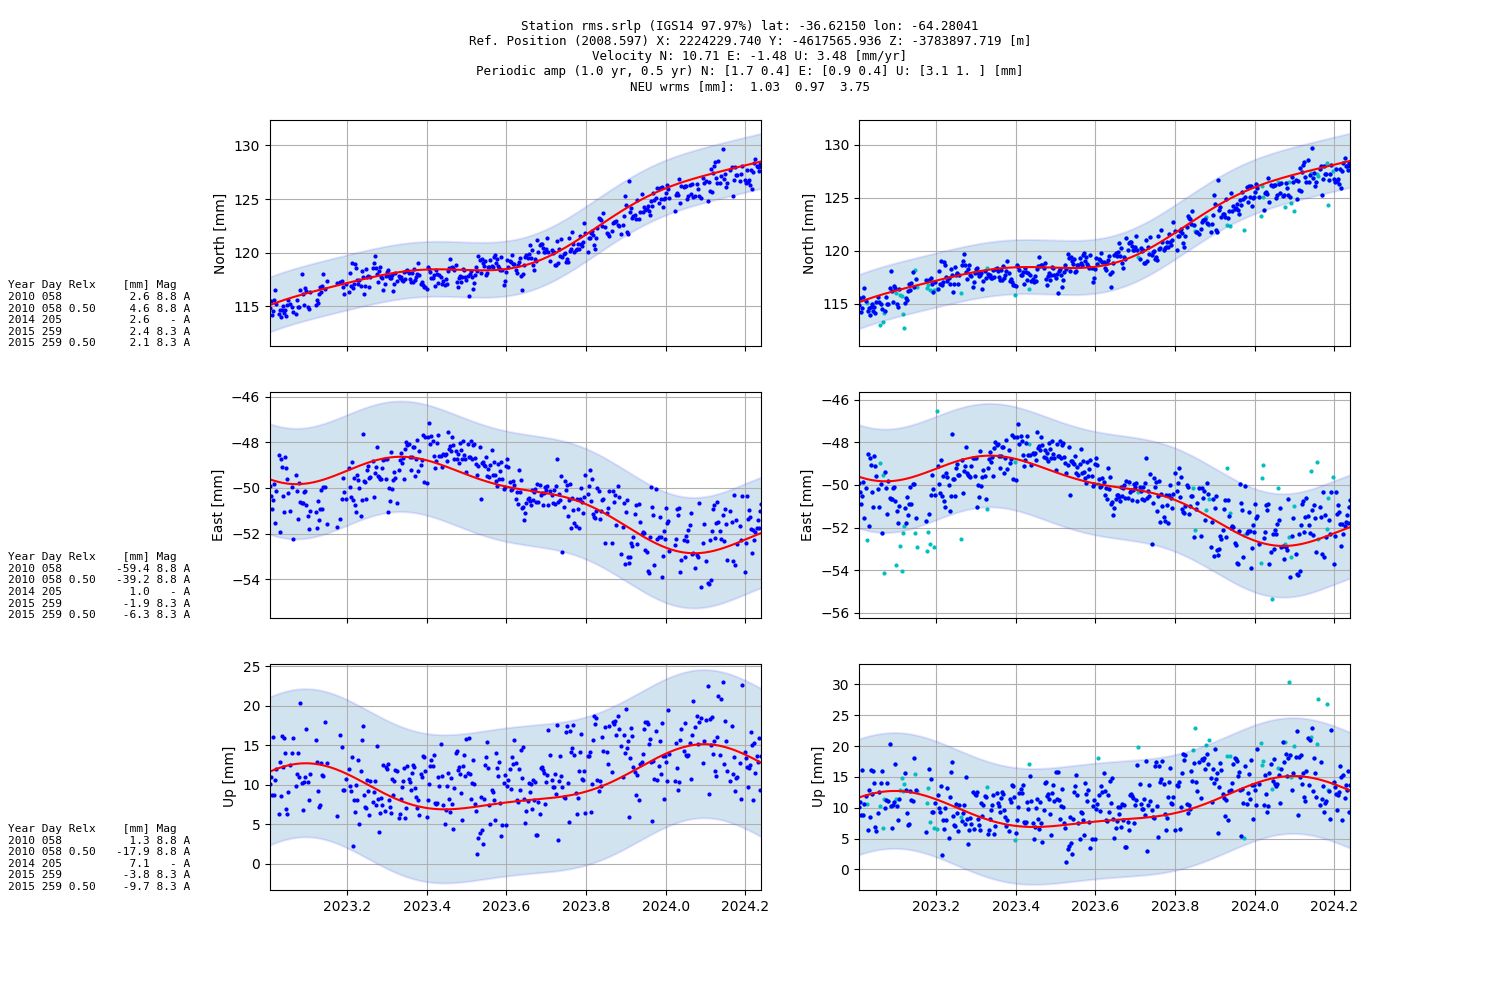 Station rms.srlp (IGS14 97.97%) lat: -36.62150 lon: -64.28041
Ref. Position (2008.597) X: 2224229.740 Y: -4617565.936 Z: -3783897.719 [m]
Velocity N: 10.71 E: -1.48 U: 3.48 [mm/yr]
Periodic amp (1.0 yr, 0.5 yr) N: [1.7 0.4] E: [0.9 0.4] U: [3.1 1. ] [mm]
NEU wrms [mm]:  1.03  0.97  3.75
Year Day Relx    [mm] Mag
2010 058          2.6 8.8 A
2010 058 0.50     4.6 8.8 A
2014 205          2.6   - A
2015 259          2.4 8.3 A
2015 259 0.50     2.1 8.3 A
North [mm]
130
125
120
115
North [mm]
130
125
120
115
Year Day Relx    [mm] Mag
2010 058        -59.4 8.8 A
2010 058 0.50   -39.2 8.8 A
2014 205          1.0   - A
2015 259         -1.9 8.3 A
2015 259 0.50    -6.3 8.3 A
East [mm]
−46
−48
−50
−52
−54
East [mm]
−46
−48
−50
−52
−54
−56
Year Day Relx    [mm] Mag
2010 058          1.3 8.8 A
2010 058 0.50   -17.9 8.8 A
2014 205          7.1   - A
2015 259         -3.8 8.3 A
2015 259 0.50    -9.7 8.3 A
Up [mm]
25
20
15
10
5
0
2023.2 2023.4 2023.6 2023.8 2024.0 2024.2
Up [mm]
30
25
20
15
10
5
0
2023.2 2023.4 2023.6 2023.8 2024.0 2024.2